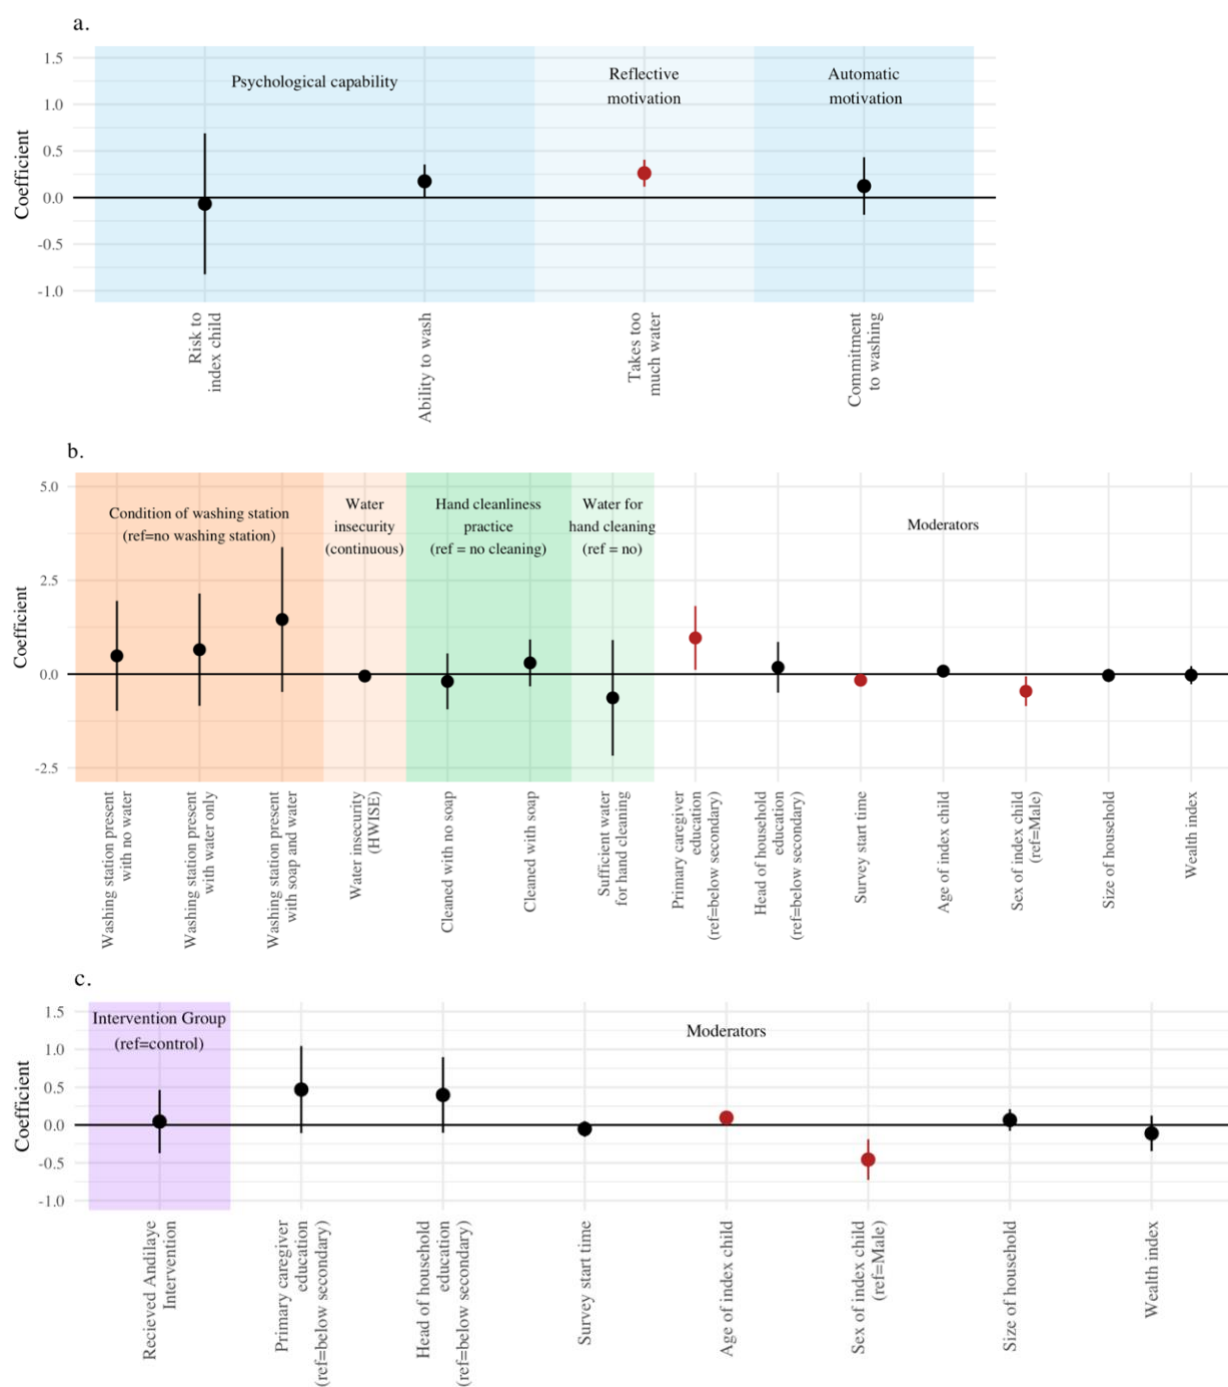 a.
Coefficient
1.5
1.0
0.5
0.0
-0.5
-1.0
Psychological capability
Reflective
motivation
Automatic
motivation
Risk to
index child
Ability to wash
Takes too
much water
Commitment
to washing
b.
Coefficient
5.0
2.5
0.0
-2.5
Condition of washing station
(ref=no washing station)
Water
insecurity
(continuous)
Hand cleanliness
practice
(ref = no cleaning)
Water for
hand cleaning
(ref = no)
Moderators
Washing station present
with no water
Washing station present
with water only
Washing station present
with soap and water
Water insecurity
(HWISE)
Cleaned with no soap
Cleaned with soap
Sufficient water
for hand cleaning
Primary caregiver
education
(ref=below secondary)
Head of household
education
(ref=below secondary)
Survey start time
Age of index child
Sex of index child
(ref=Male)
Size of household
Wealth index
c.
Coefficient
1.5
1.0
0.5
0.0
-0.5
-1.0
Intervention Group
(ref=control)
Moderators
Recieved Andilaye
Intervention
Primary caregiver
education
(ref=below secondary)
Head of household
education
(ref=below secondary)
Survey start time
Age of index child
Sex of index child
(ref=Male)
Size of household
Wealth index